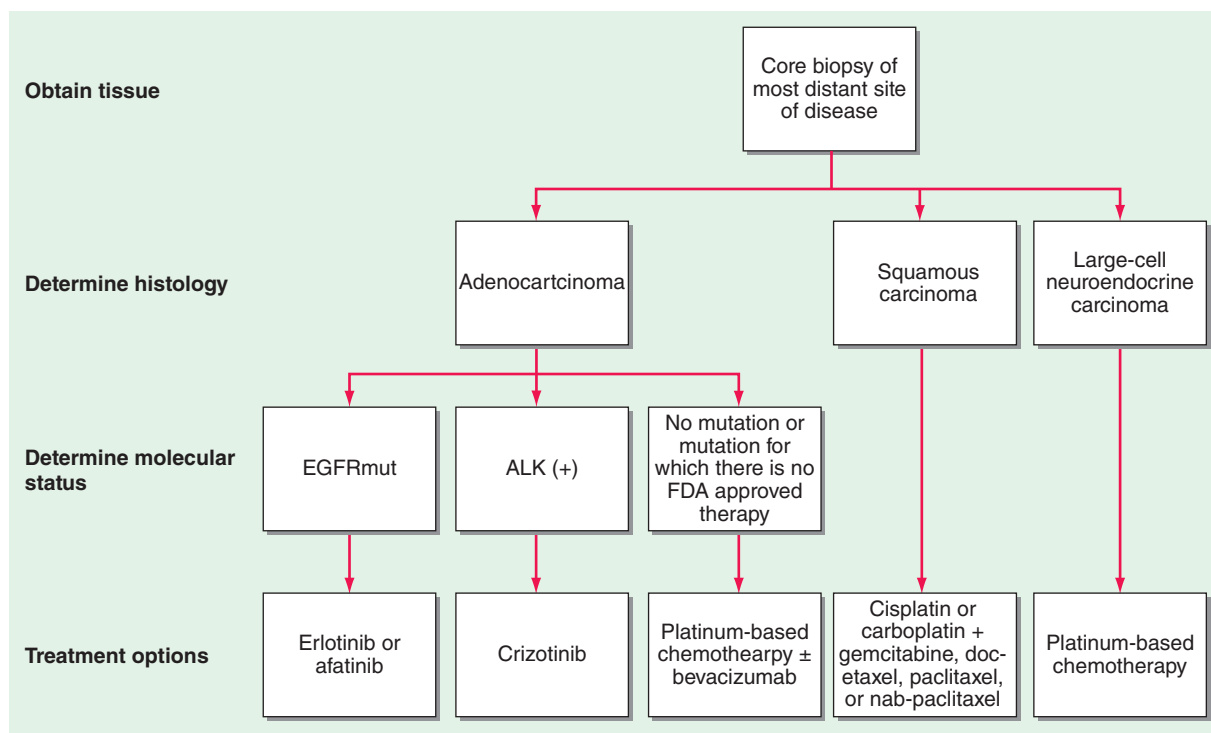 Obtain tissue
Core biopsy of
most distant site
of disease
Determine histology
Adenocartcinoma
Squamous
carcinoma
Large-cell
neuroendocrine
carcinoma
Determine molecular
status
EGFRmut
ALK (+)
No mutation or
mutation for
which there is no
FDA approved
therapy
Treatment options
Erlotinib or
afatinib
Crizotinib
Platinum-based
chemothearpy ±
bevacizumab
Cisplatin or
carboplatin +
gemcitabine, doc-
etaxel, paclitaxel,
or nab-paclitaxel
Platinum-based
chemotherapy